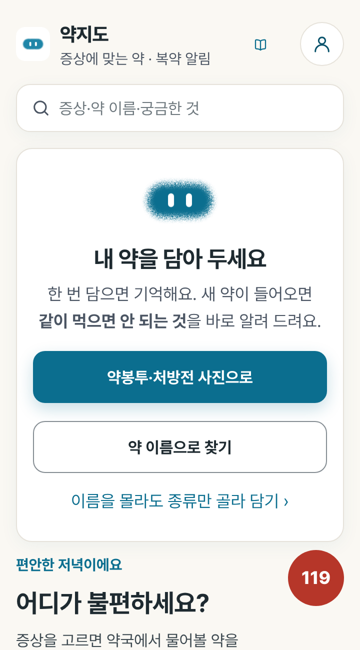 약지도
증상에 맞는 약 · 복약 알림
증상·약 이름·궁금한 것
내 약을 담아 두세요
한 번 담으면 기억해요. 새 약이 들어오면
같이 먹으면 안 되는 것을 바로 알려 드려요.
약봉투·처방전 사진으로
약 이름으로 찾기
이름을 몰라도 종류만 골라 담기 ›
편안한 저녁이에요
119
어디가 불편하세요?
증상을 고르면 약국에서 물어볼 약을